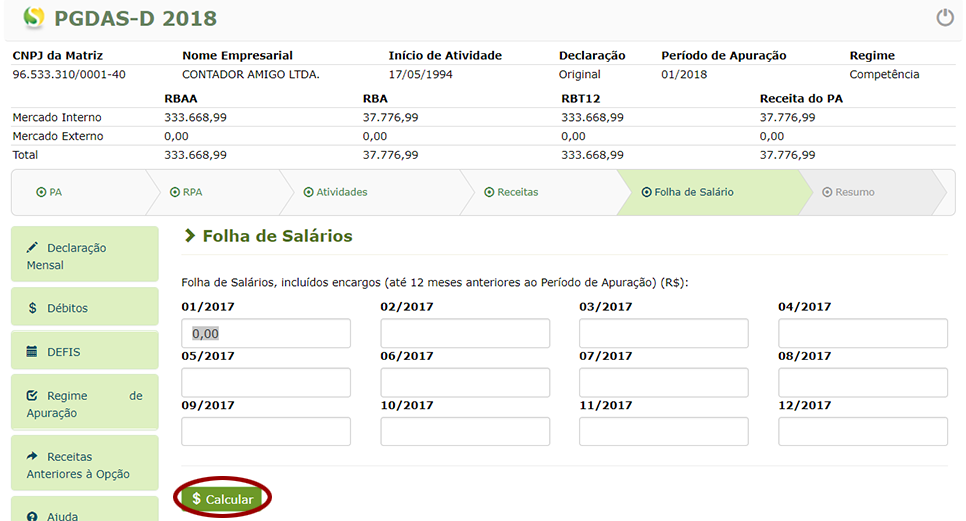 PGDAS-D 2018
CNPJ da Matriz Nome Empresarial Início de Atividade Declaração Período de Apuração Regime
96.533.310/0001-40 CONTADOR AMIGO LTDA. 17/05/1994 Original 01/2018 Competência
RBAA RBA RBT12 Receita do PA
Mercado Interno 333.668,99 37.776,99 333.668,99 37.776,99
Mercado Externo 0,00 0,00 0,00 0,00
Total 333.668,99 37.776,99 333.668,99 37.776,99
PA RPA Atividades Receitas Folha de Salário Resumo
Declaração
Mensal
$ Débitos
DEFIS
Regime de
Apuração
Receitas
Anteriores à Opção
Ajuda
Folha de Salários
Folha de Salários, incluídos encargos (até 12 meses anteriores ao Período de Apuração) (R$):
01/2017 02/2017 03/2017 04/2017
0,00
05/2017 06/2017 07/2017 08/2017
09/2017 10/2017 11/2017 12/2017
$ Calcular